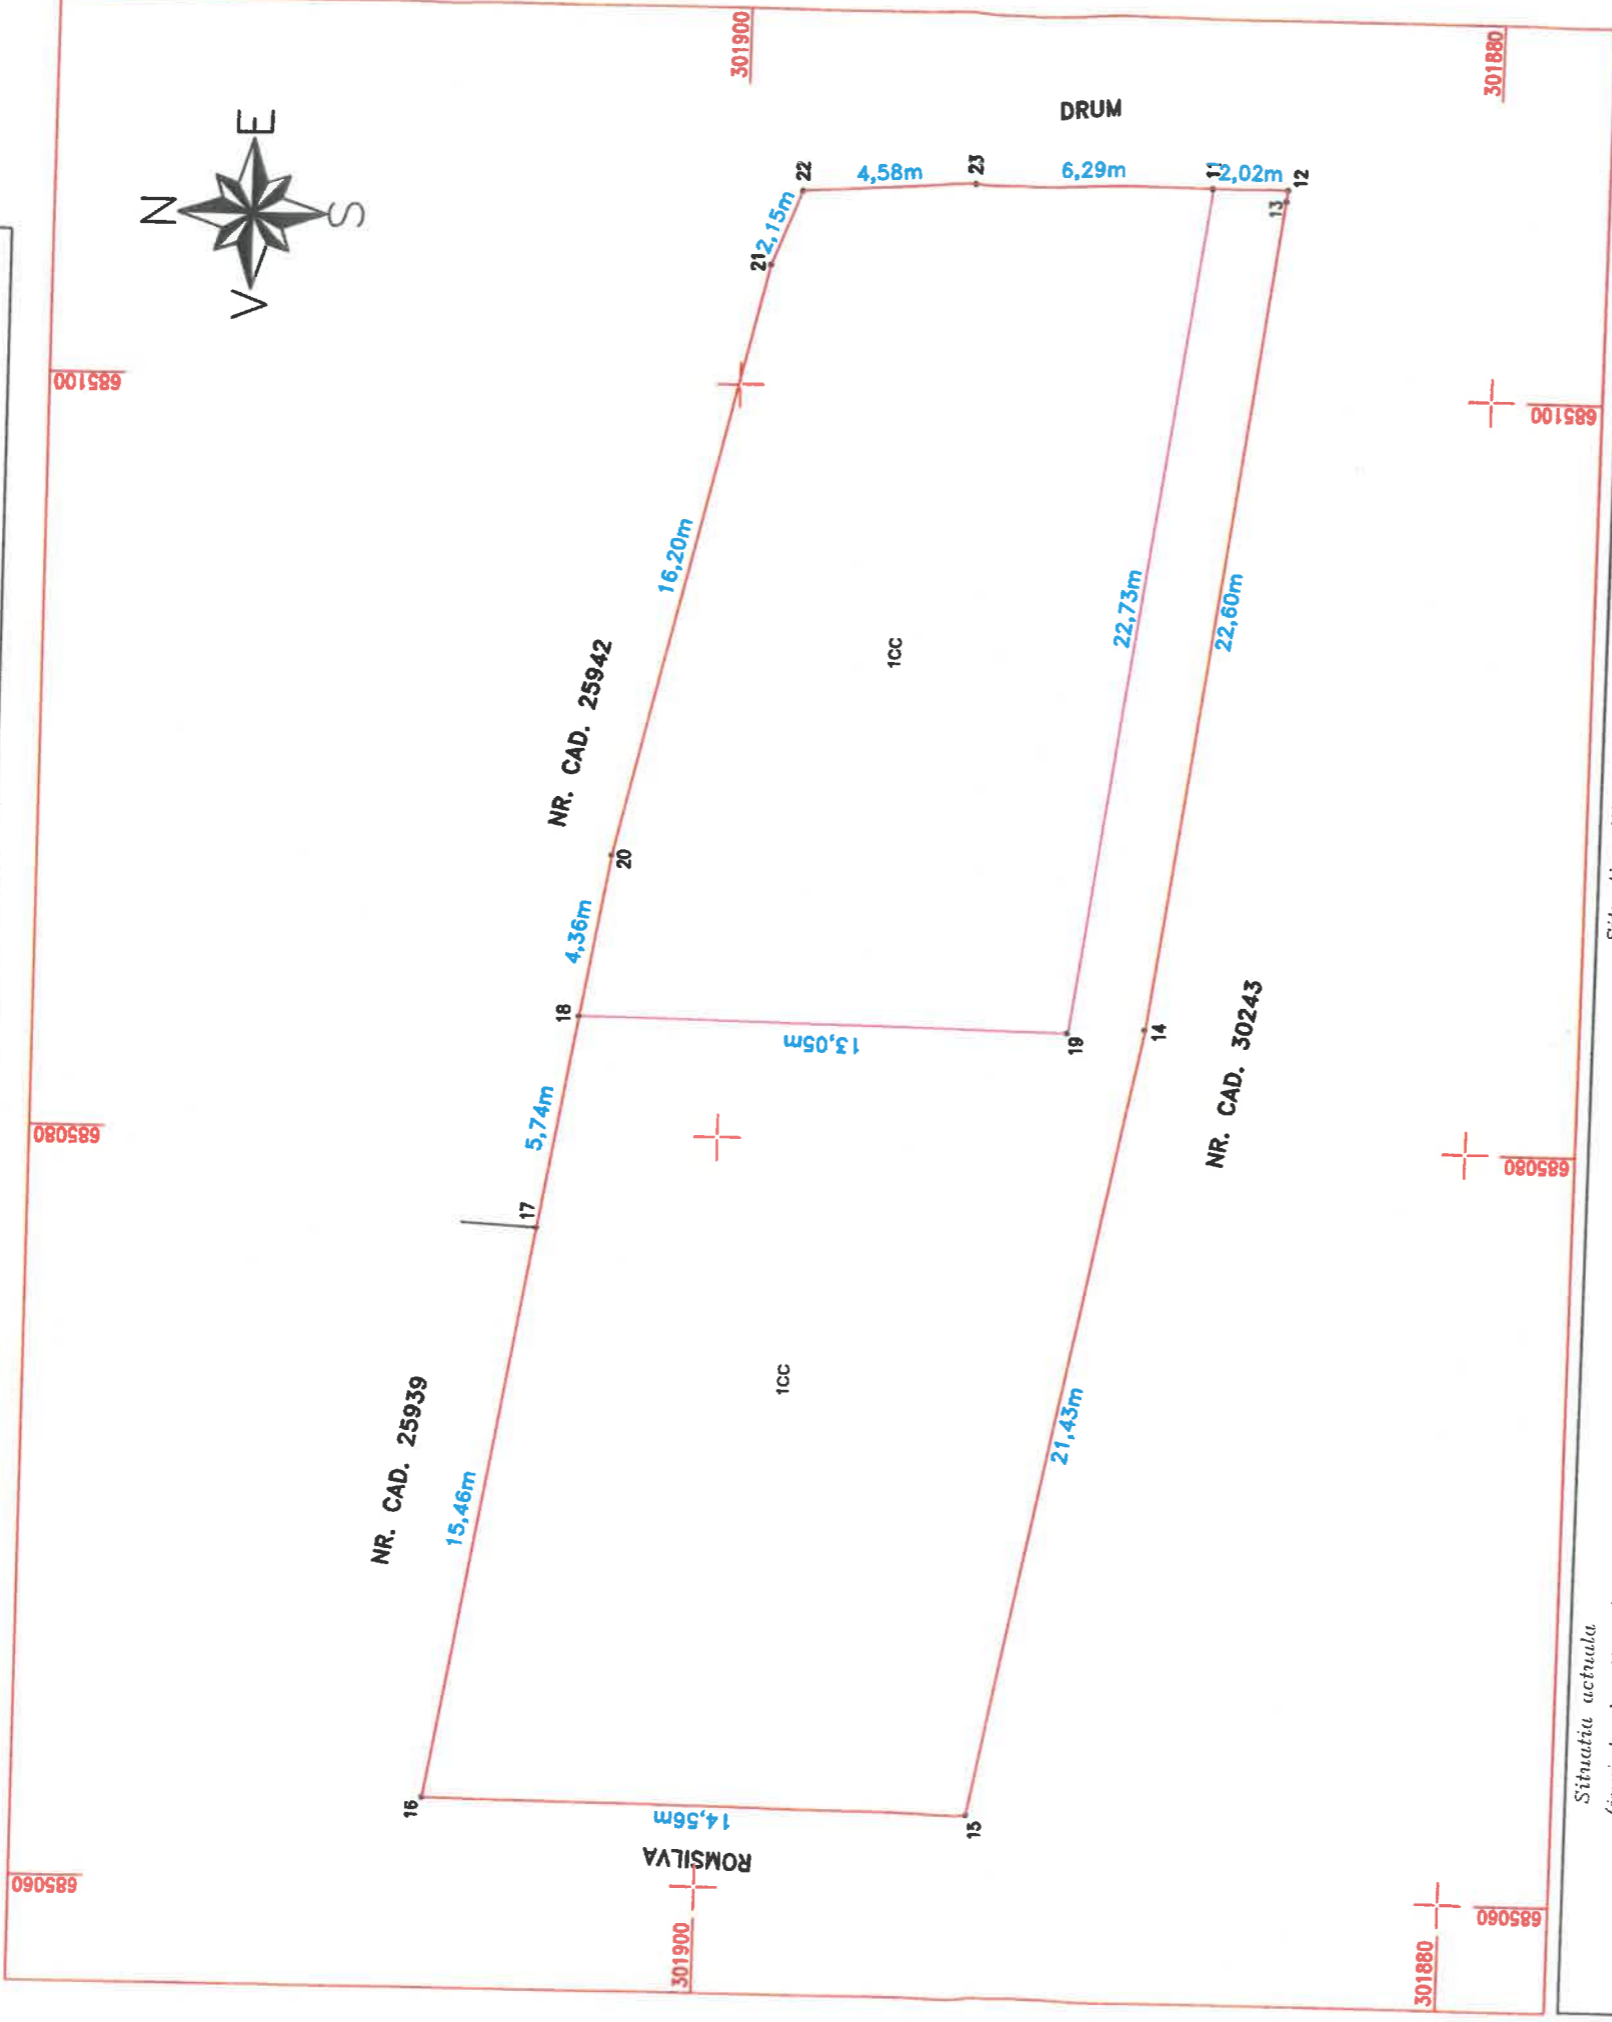 N
E
V
S
301900
301880
685100
685100
685080
685080
685060
685060
301900
301880
DRUM
22
4,58m
23
6,29m
11
2,02m
12
13
2,15m
21
16,20m
NR. CAD. 25942
20
4,36m
18
1CC
22,73m
22,60m
13,05m
19
14
NR. CAD. 30243
5,74m
17
NR. CAD. 25939
15,46m
1CC
21,43m
16
14,56m
15
ROMSILVA
Situatia actuala